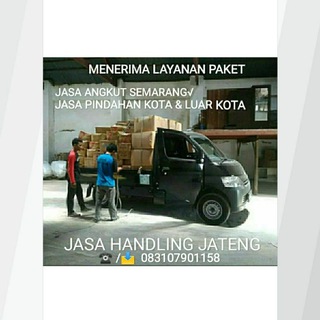 MENERIMA LAYANAN PAKET
JASA ANGKUT SEMARANG√
JASA PINDAHAN KOTA & LUAR KOTA
JASA HANDLING JATENG
☎ /📩 083107901158